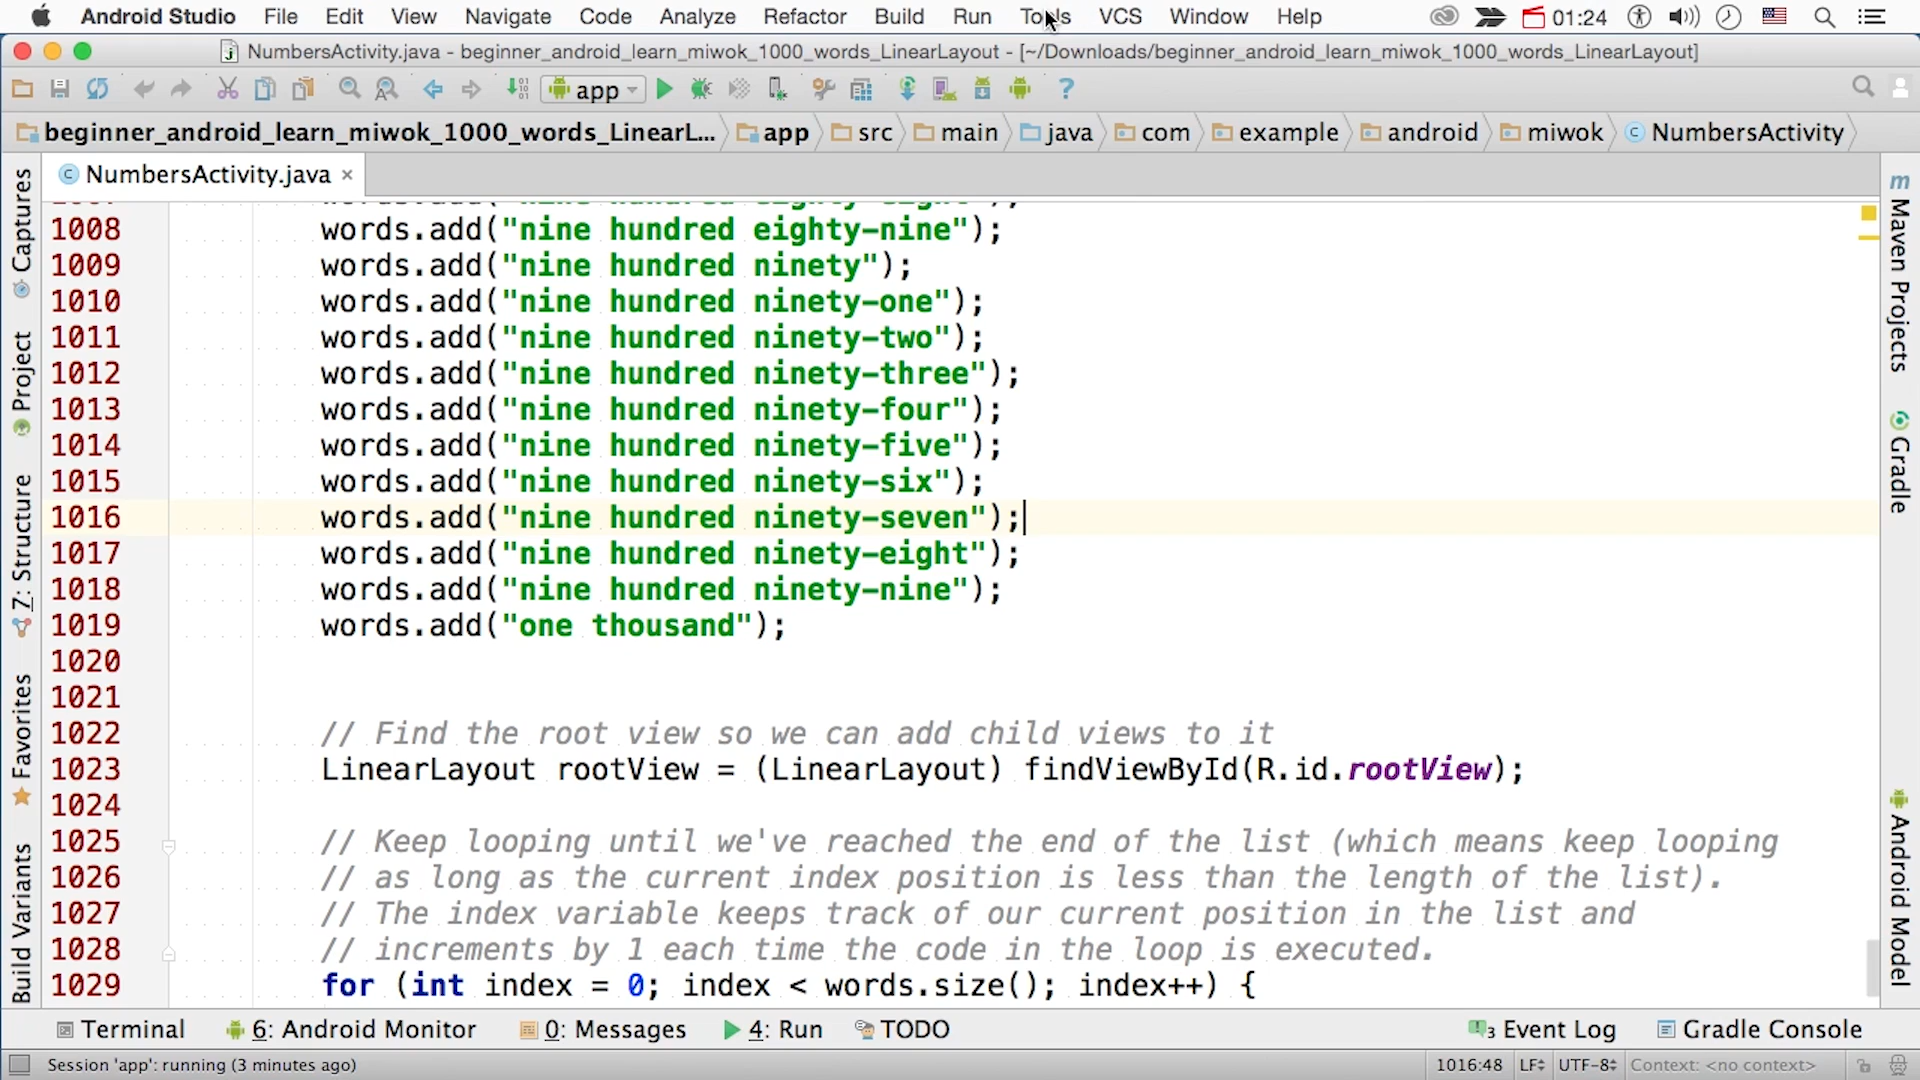 Android Studio File Edit View Navigate Code Analyze Refactor Build Run Tools VCS Window Help 01:24
NumbersActivity.java - beginner_android_learn_miwok_1000_words_LinearLayout - [~/Downloads/beginner_android_learn_miwok_1000_words_LinearLayout]
app
beginner_android_learn_miwok_1000_words_LinearL... app src main java com example android miwok NumbersActivity
NumbersActivity.java
1008 words.add("nine hundred eighty-nine");
1009 words.add("nine hundred ninety");
1010 words.add("nine hundred ninety-one");
1011 words.add("nine hundred ninety-two");
1012 words.add("nine hundred ninety-three");
1013 words.add("nine hundred ninety-four");
1014 words.add("nine hundred ninety-five");
1015 words.add("nine hundred ninety-six");
1016 words.add("nine hundred ninety-seven");
1017 words.add("nine hundred ninety-eight");
1018 words.add("nine hundred ninety-nine");
1019 words.add("one thousand");
1020
1021
1022 // Find the root view so we can add child views to it
1023 LinearLayout rootView = (LinearLayout) findViewById(R.id.rootView);
1024
1025 // Keep looping until we've reached the end of the list (which means keep looping
1026 // as long as the current index position is less than the length of the list).
1027 // The index variable keeps track of our current position in the list and
1028 // increments by 1 each time the code in the loop is executed.
1029 for (int index = 0; index < words.size(); index++) {
Captures
Project
Z: Structure
Favorites
Build Variants
Maven Projects
Gradle
Android Model
Terminal 6: Android Monitor 0: Messages 4: Run TODO 3 Event Log Gradle Console
Session 'app': running (3 minutes ago) 1016:48 LF UTF-8 Context: <no context>